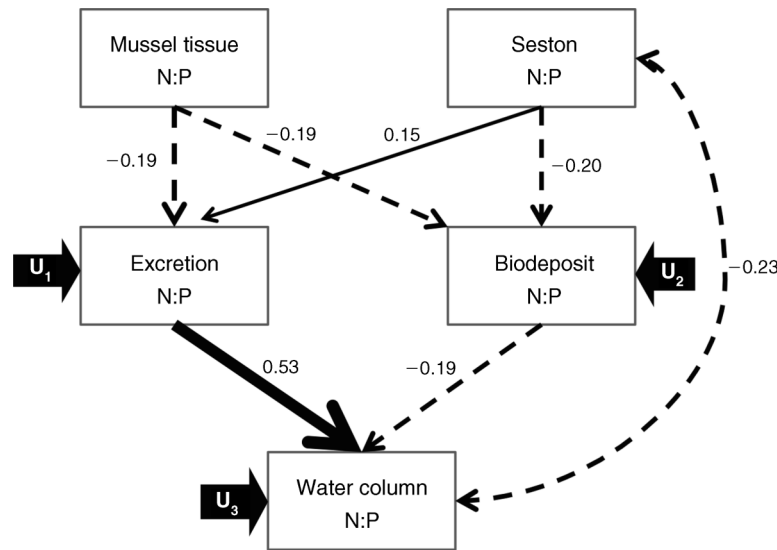 Mussel tissue
N:P
Seston
N:P
−0.19
−0.19
0.15
−0.20
U1
Excretion
N:P
Biodeposit
N:P
U2
−0.23
0.53
−0.19
U3
Water column
N:P